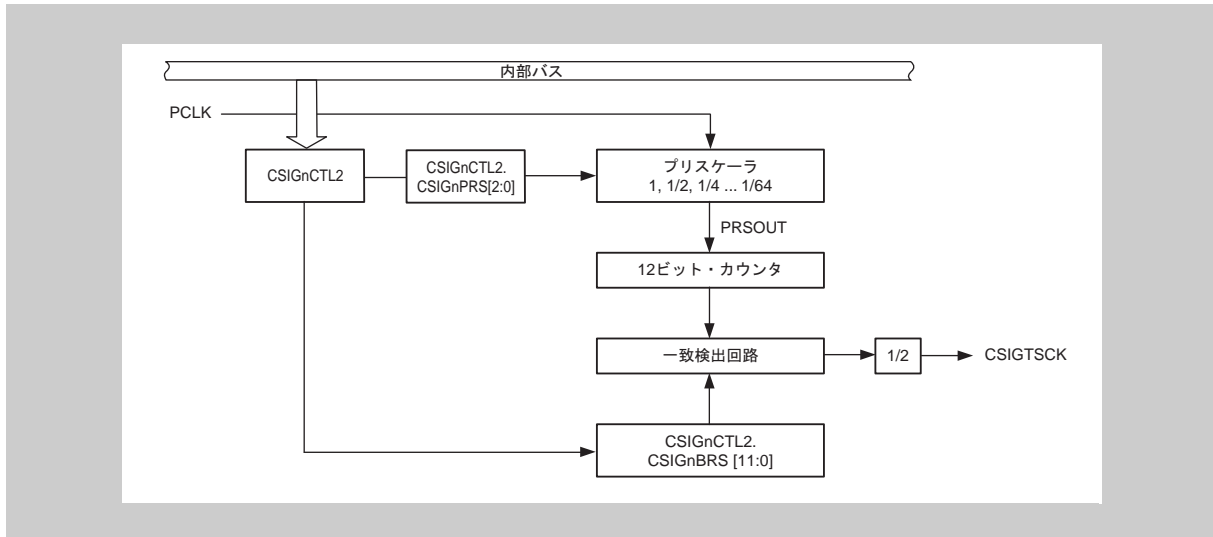 内部バス
PCLK
CSIGnCTL2
CSIGnCTL2.
CSIGnPRS[2:0]
プリスケーラ
1, 1/2, 1/4 ... 1/64
PRSOUT
12ビット・カウンタ
一致検出回路
1/2
CSIGTSCK
CSIGnCTL2.
CSIGnBRS [11:0]